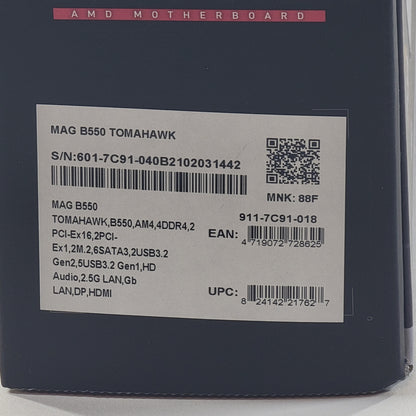 AMD MOTHERBOARD
MAG B550 TOMAHAWK
S/N:601-7C91-040B2102031442
MNK: 88F
MAG B550
TOMAHAWK,B550,AM4,4DDR4,2
PCI-Ex16,2PCI-
Ex1,2M.2,6SATA3,2USB3.2
Gen2,5USB3.2 Gen1,HD
Audio,2.5G LAN,Gb
LAN,DP,HDMI
911-7C91-018
EAN:
4 719072 728625
UPC:
8 24142 21762 7